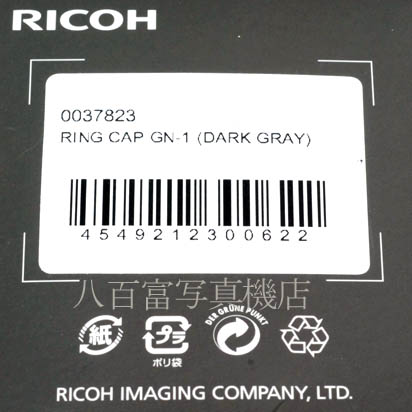 RICOH
0037823
RING CAP GN-1 (DARK GRAY)
4549212300622
八百富写真機店
紙
プラ
ポリ袋
DER GRÜNE PUNKT
RICOH IMAGING COMPANY, LTD.